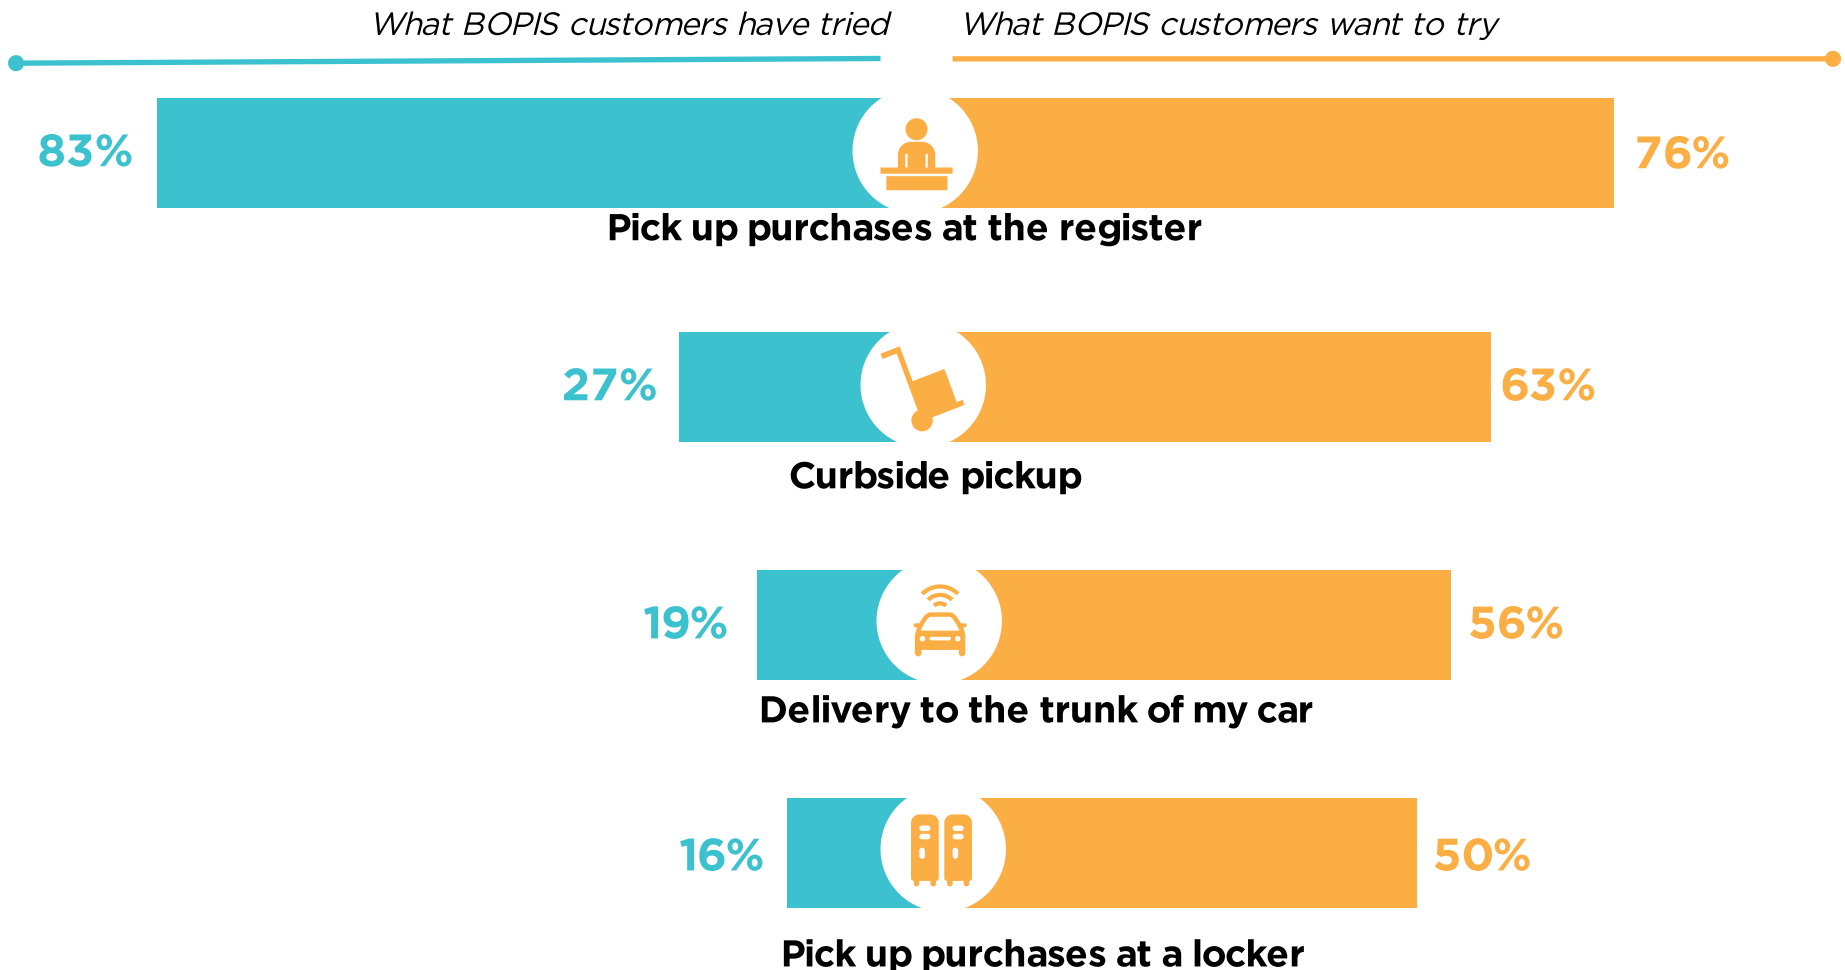 What BOPIS customers have tried
What BOPIS customers want to try
83%
76%
Pick up purchases at the register
27%
63%
Curbside pickup
19%
56%
Delivery to the trunk of my car
16%
50%
Pick up purchases at a locker